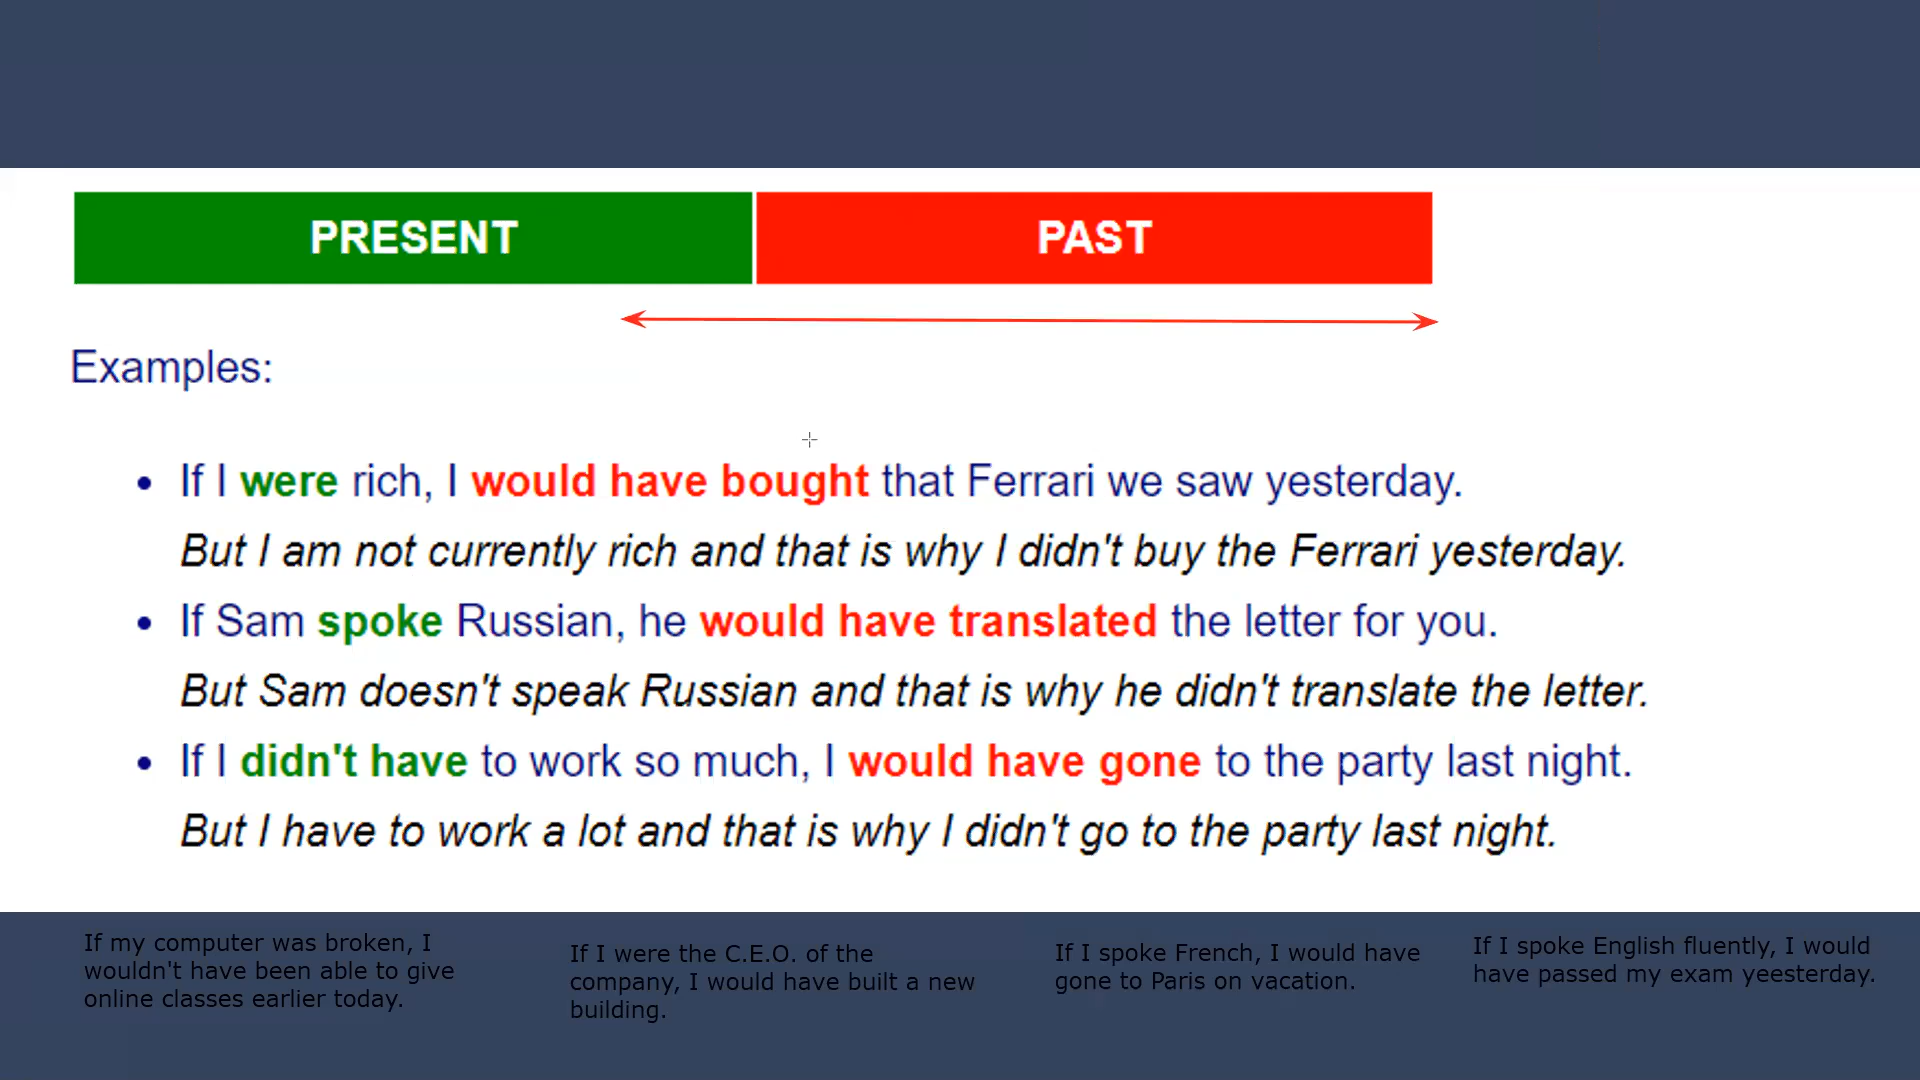 PRESENT PAST
Examples:
• If I were rich, I would have bought that Ferrari we saw yesterday.
But I am not currently rich and that is why I didn't buy the Ferrari yesterday.
• If Sam spoke Russian, he would have translated the letter for you.
But Sam doesn't speak Russian and that is why he didn't translate the letter.
• If I didn't have to work so much, I would have gone to the party last night.
But I have to work a lot and that is why I didn't go to the party last night.
If my computer was broken, I
wouldn't have been able to give
online classes earlier today.
If I were the C.E.O. of the
company, I would have built a new
building.
If I spoke French, I would have
gone to Paris on vacation.
If I spoke English fluently, I would
have passed my exam yeesterday.